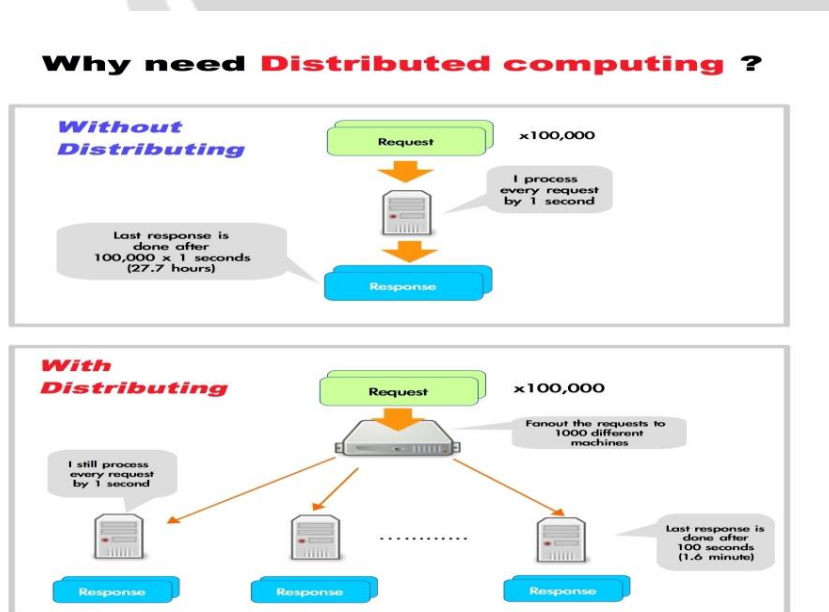 Why need Distributed computing ?
Without
Distributing
Request
x100,000
I process
every request
by 1 second
Last response is
done after
100,000 x 1 seconds
(27.7 hours)
Response
With
Distributing
Request
x100,000
Fanout the requests to
1000 different
machines
I still process
every request
by 1 second
Last response is
done after
100 seconds
(1.6 minute)
Response
Response
Response